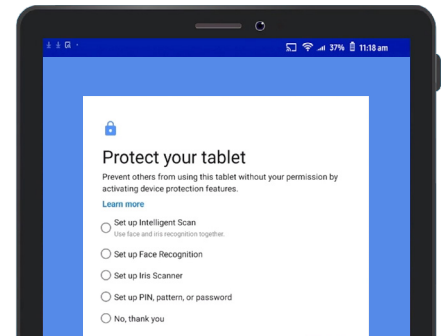 37% 11:18 am
Protect your tablet
Prevent others from using this tablet without your permission by
activating device protection features.
Learn more
Set up Intelligent Scan
Use face and iris recognition together.
Set up Face Recognition
Set up Iris Scanner
Set up PIN, pattern, or password
No, thank you